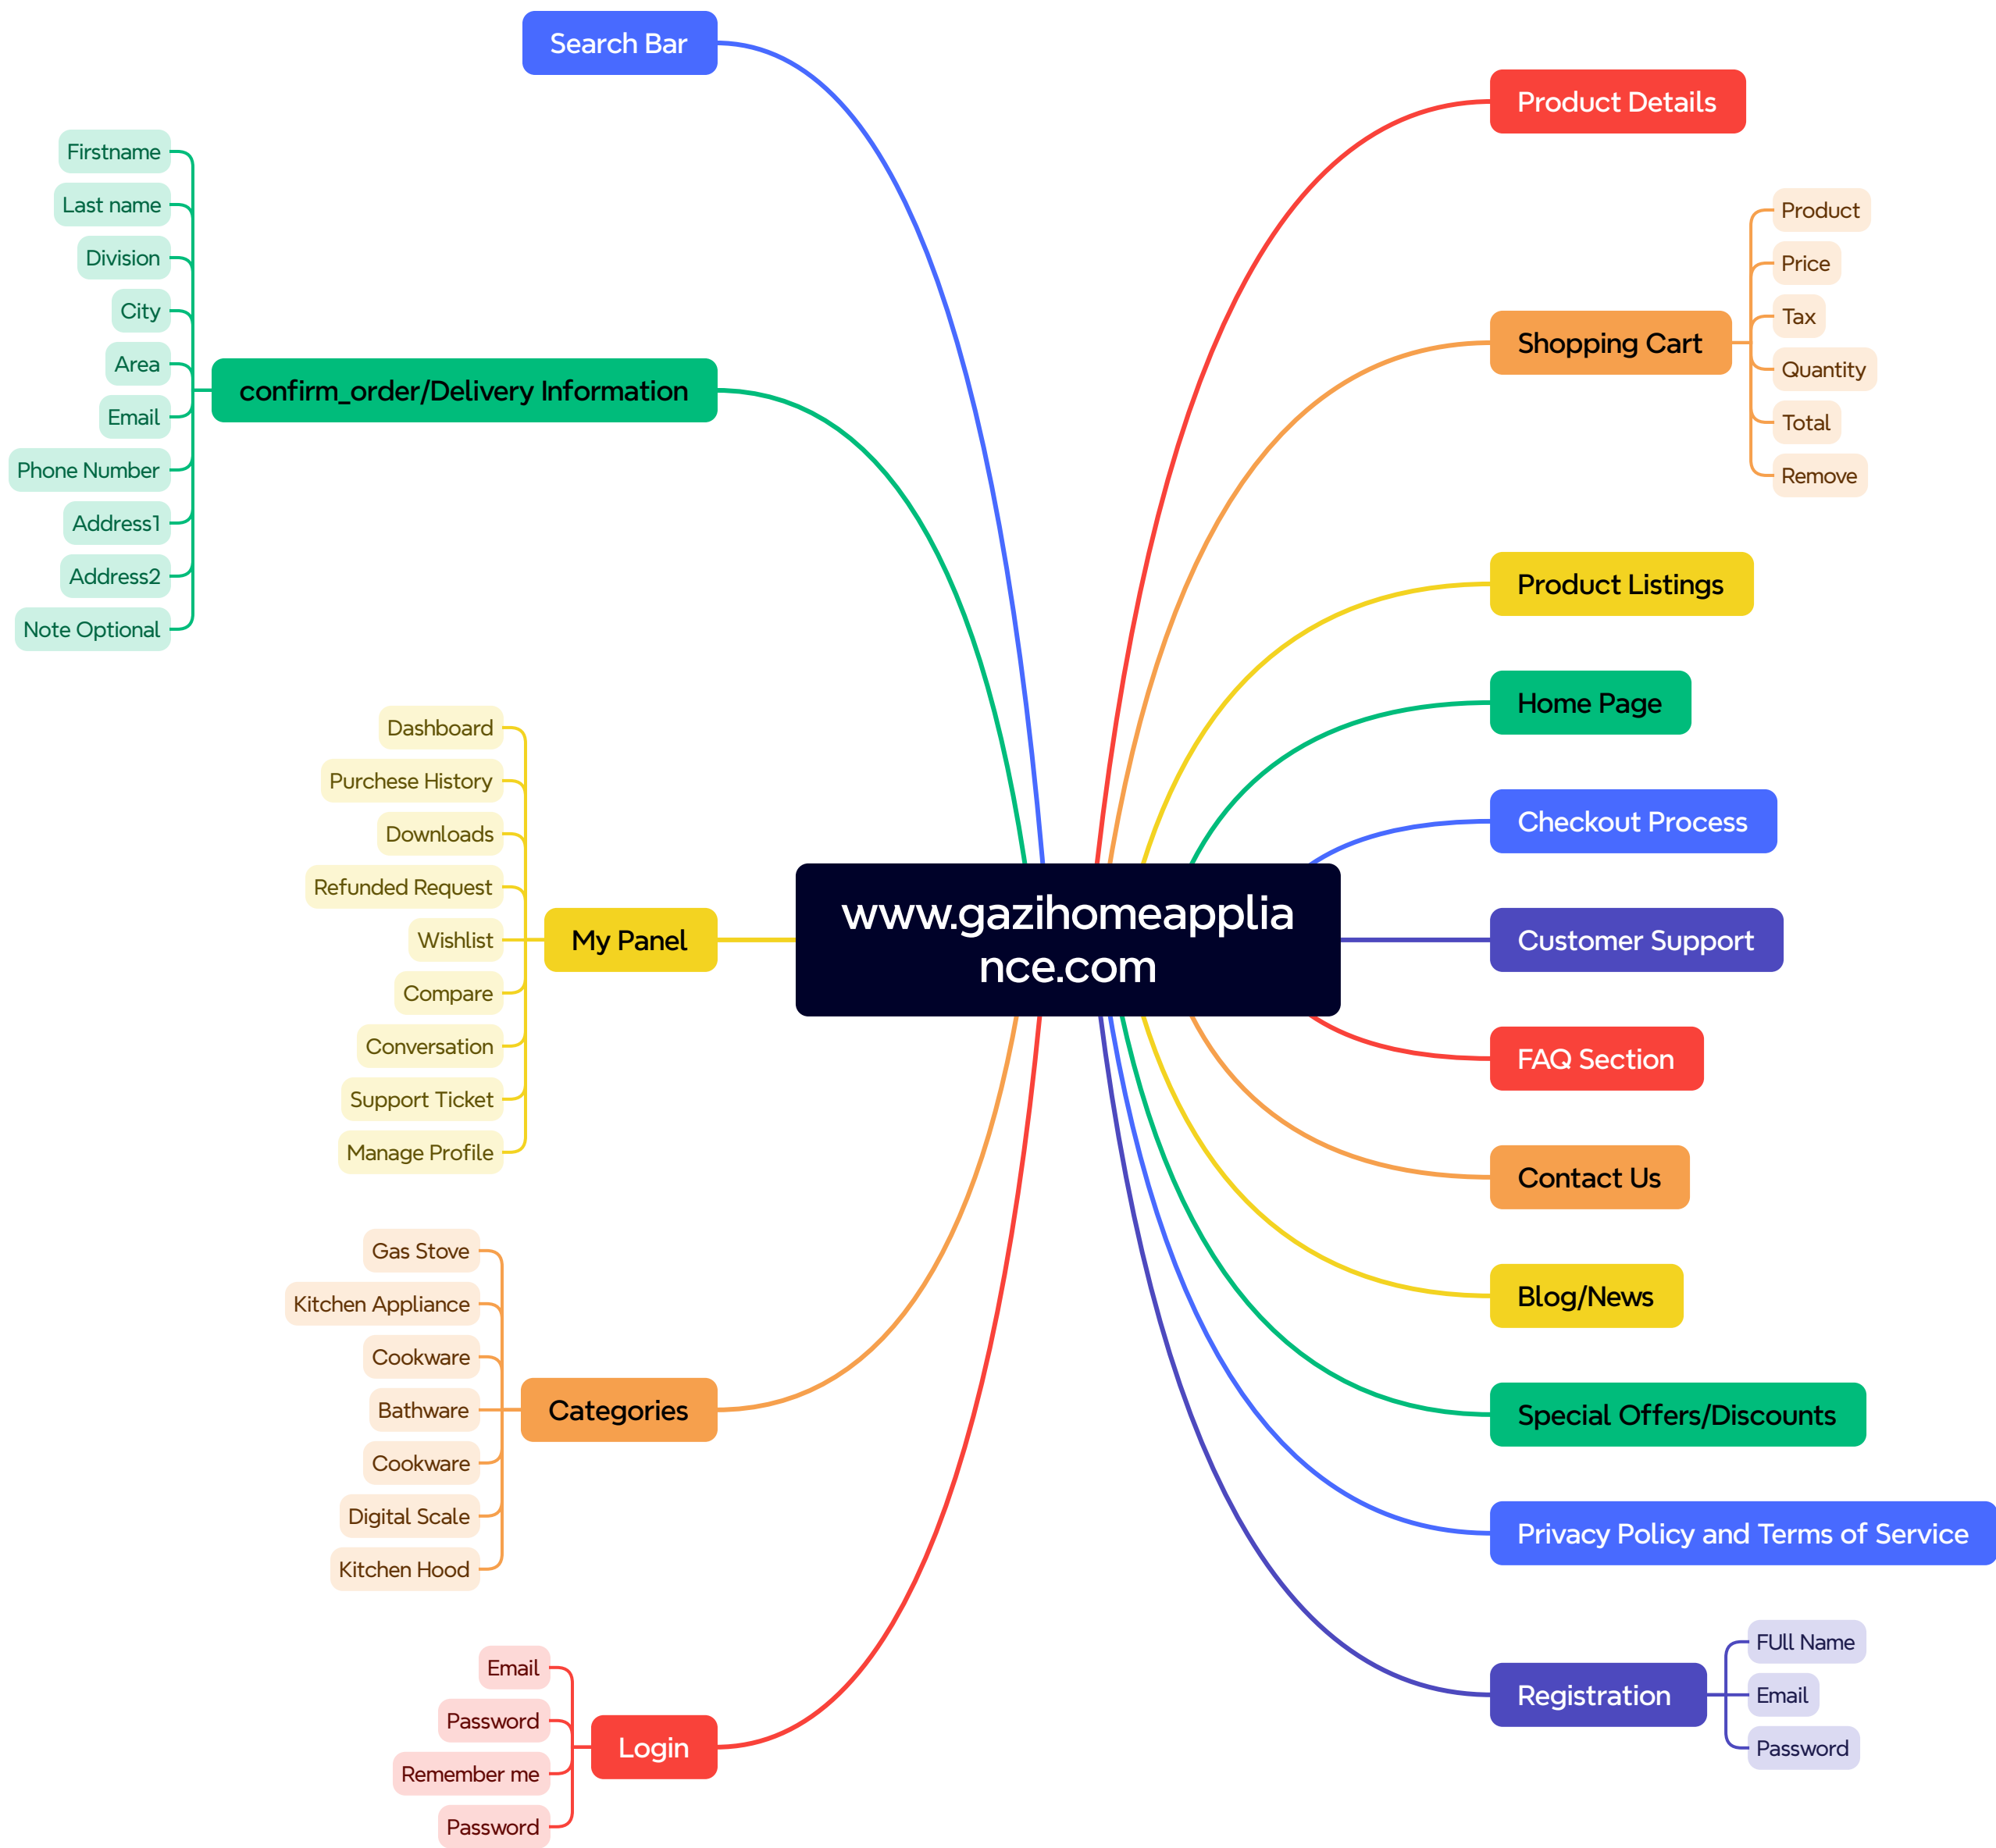 Search Bar
Firstname
Last name
Division
City
Area
Email
Phone Number
Address1
Address2
Note Optional
confirm_order/Delivery Information
Dashboard
Purchese History
Downloads
Refunded Request
Wishlist
Compare
Conversation
Support Ticket
Manage Profile
My Panel
Gas Stove
Kitchen Appliance
Cookware
Bathware
Cookware
Digital Scale
Kitchen Hood
Categories
Email
Password
Remember me
Password
Login
www.gazihomeapplia
nce.com
Product Details
Shopping Cart
Product
Price
Tax
Quantity
Total
Remove
Product Listings
Home Page
Checkout Process
Customer Support
FAQ Section
Contact Us
Blog/News
Special Offers/Discounts
Privacy Policy and Terms of Service
Registration
FUll Name
Email
Password